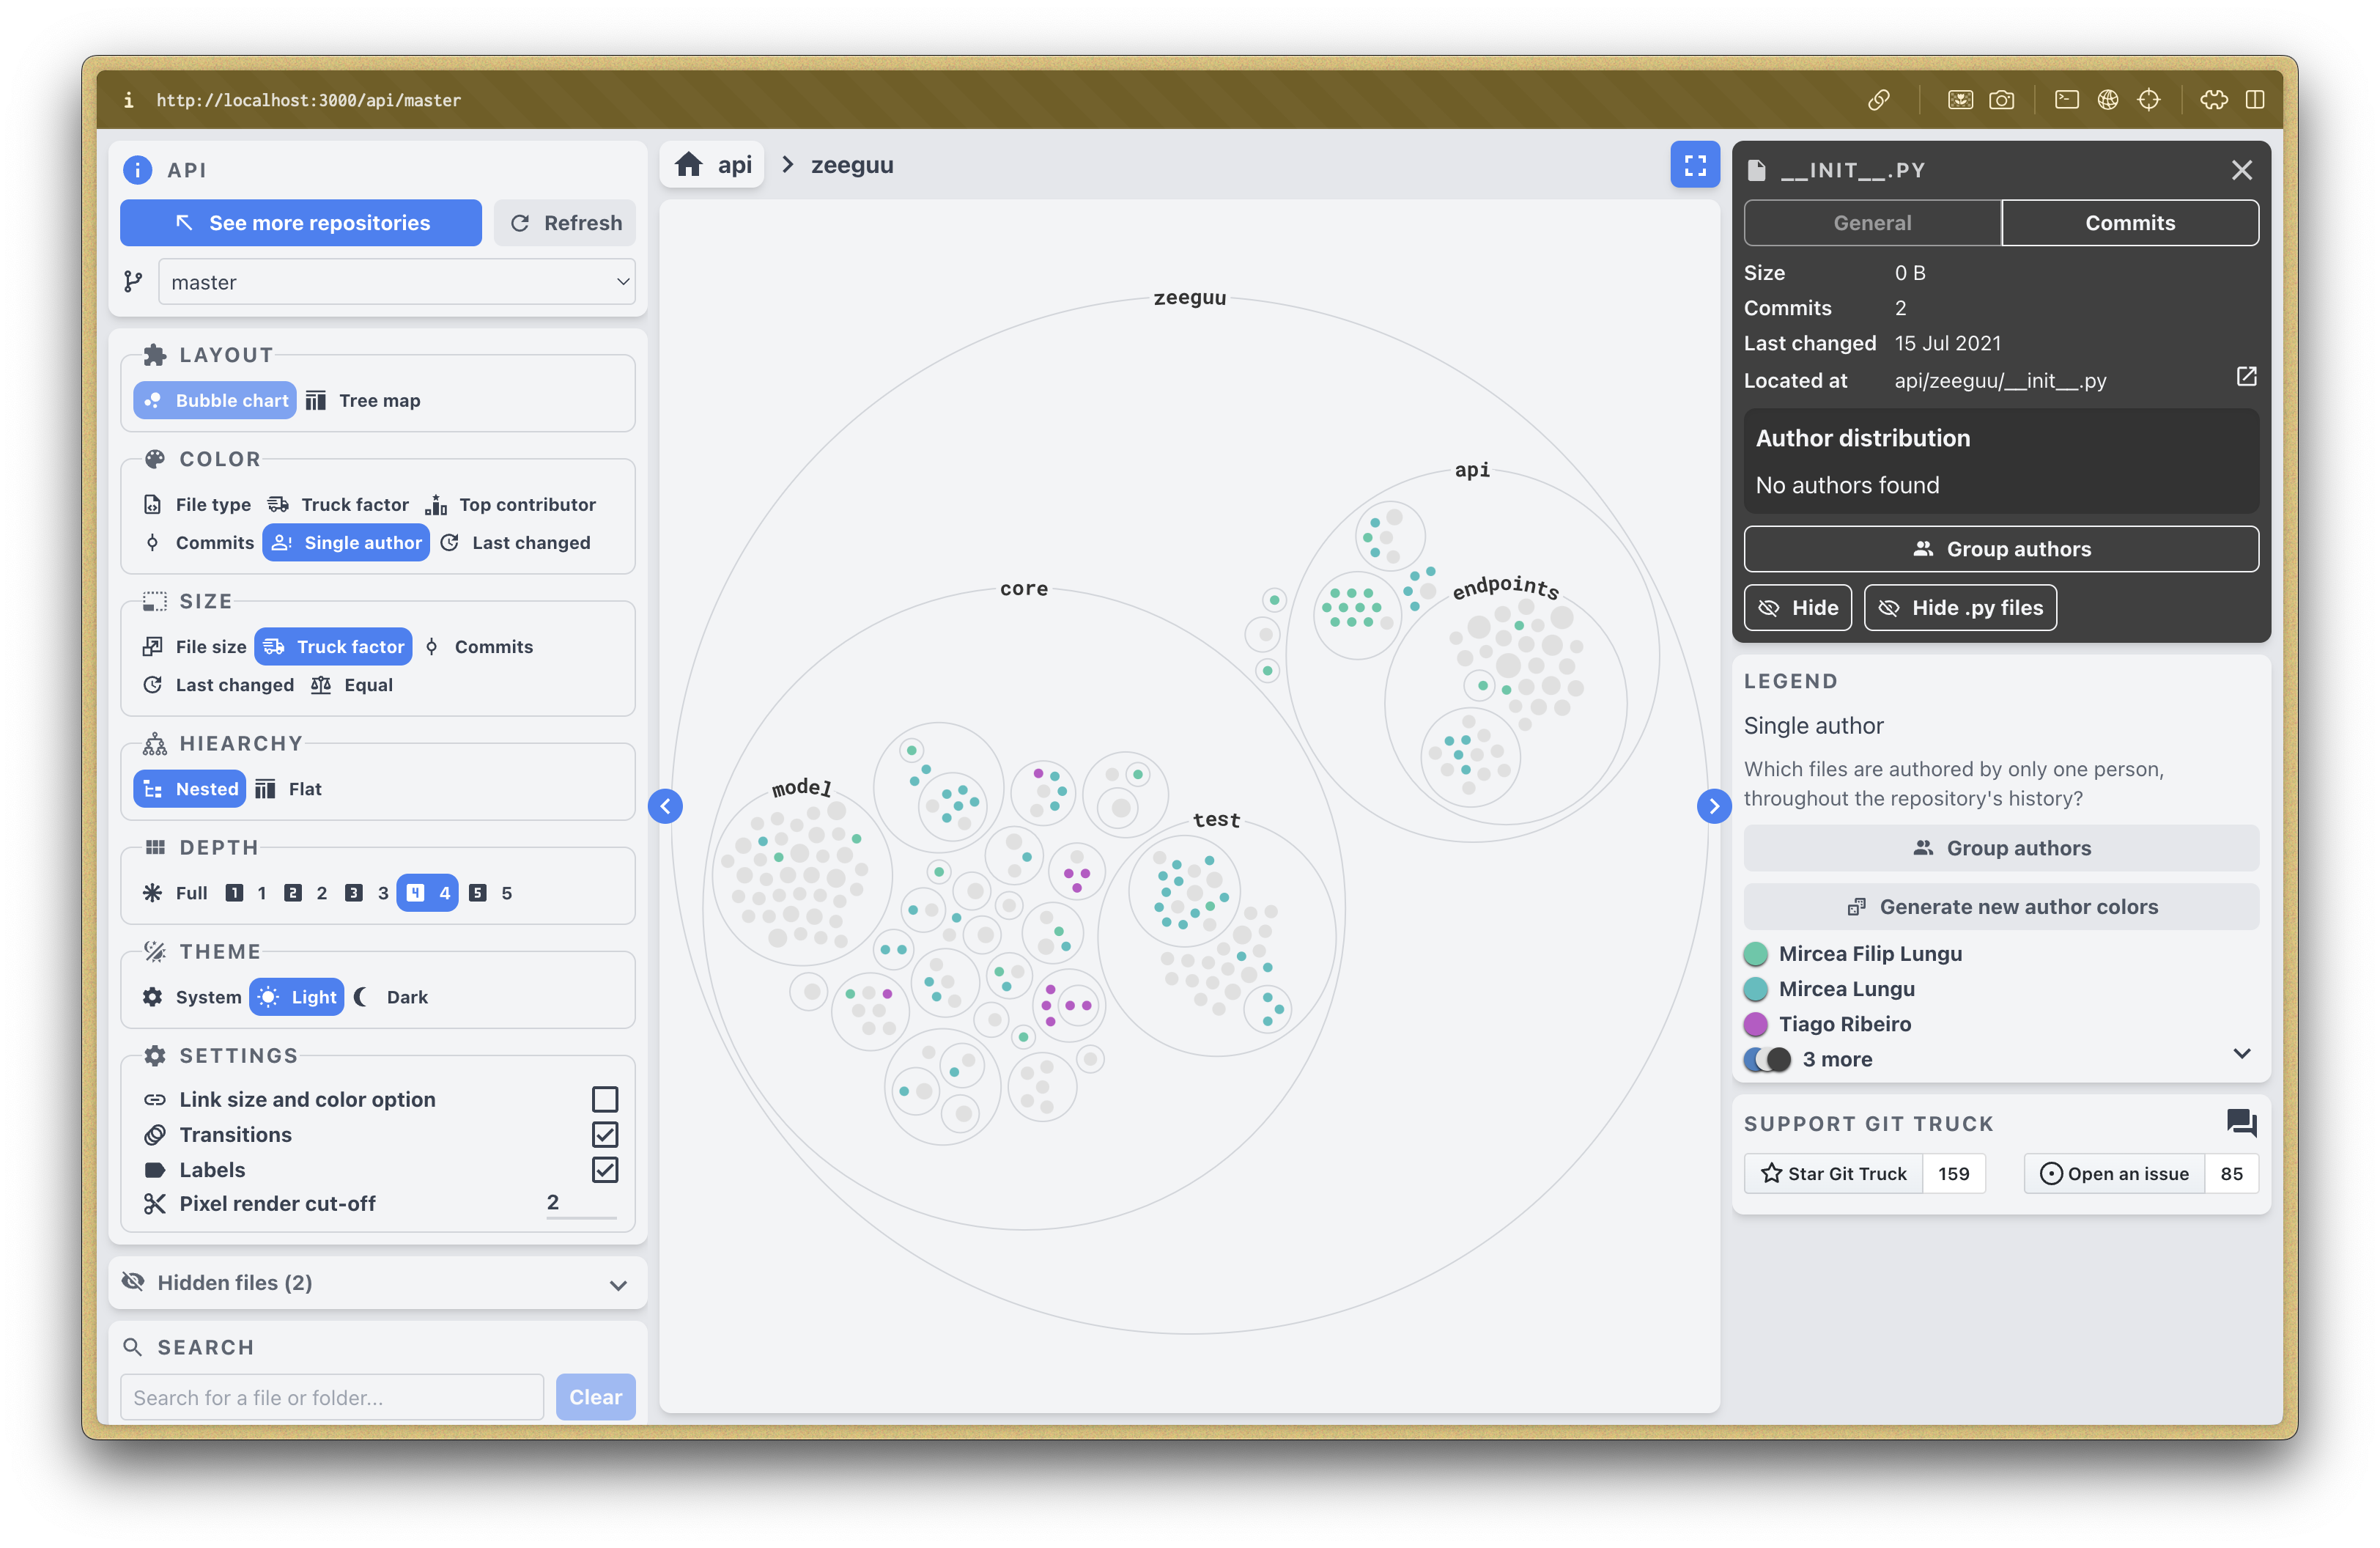 i http://localhost:3000/api/master
API
See more repositories
Refresh
master
LAYOUT
Bubble chart Tree map
COLOR
File type Truck factor Top contributor
Commits Single author Last changed
SIZE
File size Truck factor Commits
Last changed Equal
HIEARCHY
Nested Flat
DEPTH
Full 1 1 2 2 3 3 4 4 5 5
THEME
System Light Dark
SETTINGS
Link size and color option
Transitions
Labels
Pixel render cut-off 2
Hidden files (2)
SEARCH
Search for a file or folder...
Clear
api > zeeguu
zeeguu
api
endpoints
core
model
test
__INIT__.PY
General Commits
Size 0 B
Commits 2
Last changed 15 Jul 2021
Located at api/zeeguu/__init__.py
Author distribution
No authors found
Group authors
Hide
Hide .py files
LEGEND
Single author
Which files are authored by only one person,
throughout the repository's history?
Group authors
Generate new author colors
Mircea Filip Lungu
Mircea Lungu
Tiago Ribeiro
3 more
SUPPORT GIT TRUCK
Star Git Truck 159
Open an issue 85